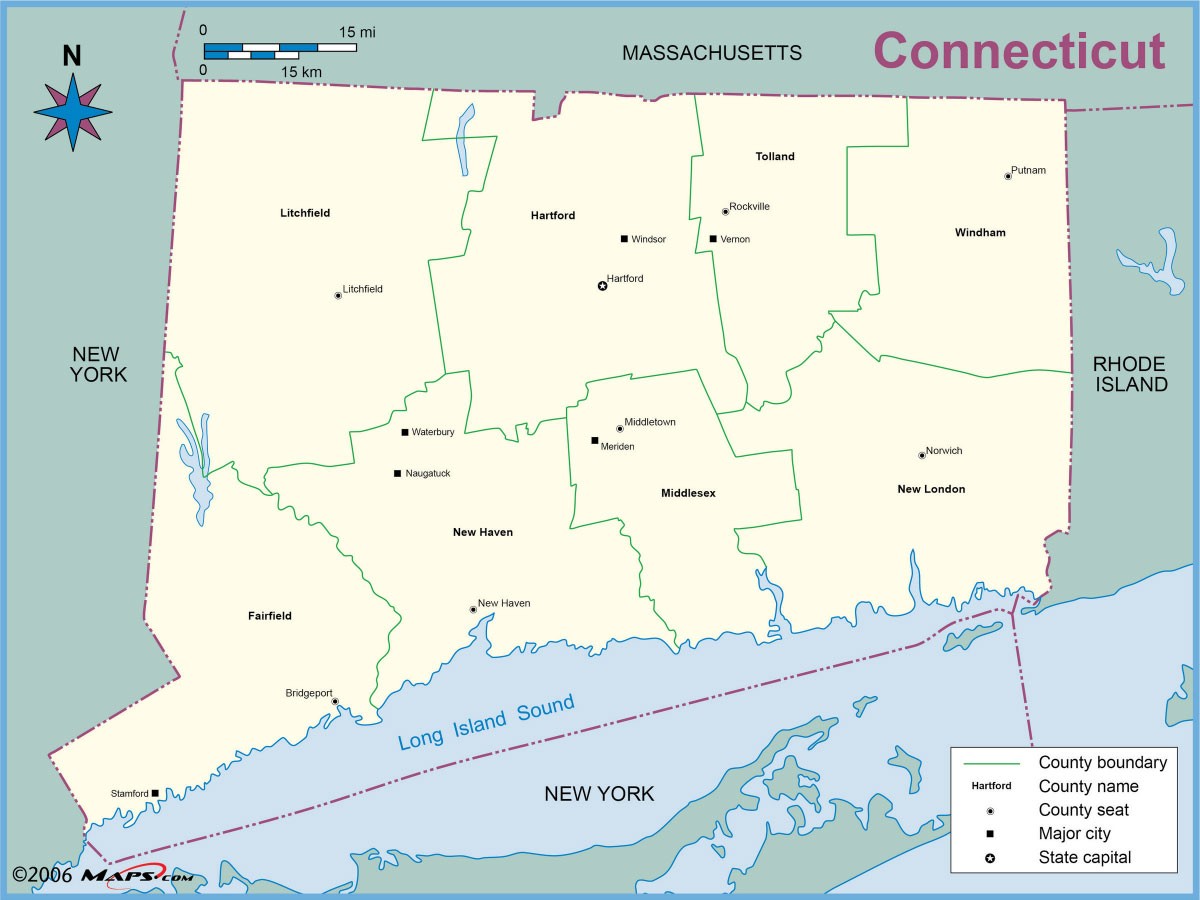 0 15 mi
0 15 km
N
MASSACHUSETTS
Connecticut
Tolland
Putnam
Litchfield
Hartford
Rockville
Windham
Windsor
Vernon
Hartford
Litchfield
NEW
YORK
RHODE
ISLAND
Middletown
Waterbury
Meriden
Norwich
Naugatuck
Middlesex
New London
New Haven
New Haven
Fairfield
Bridgeport
Long Island Sound
Stamford
NEW YORK
County boundary
Hartford County name
County seat
Major city
State capital
©2006 MAPS.COM